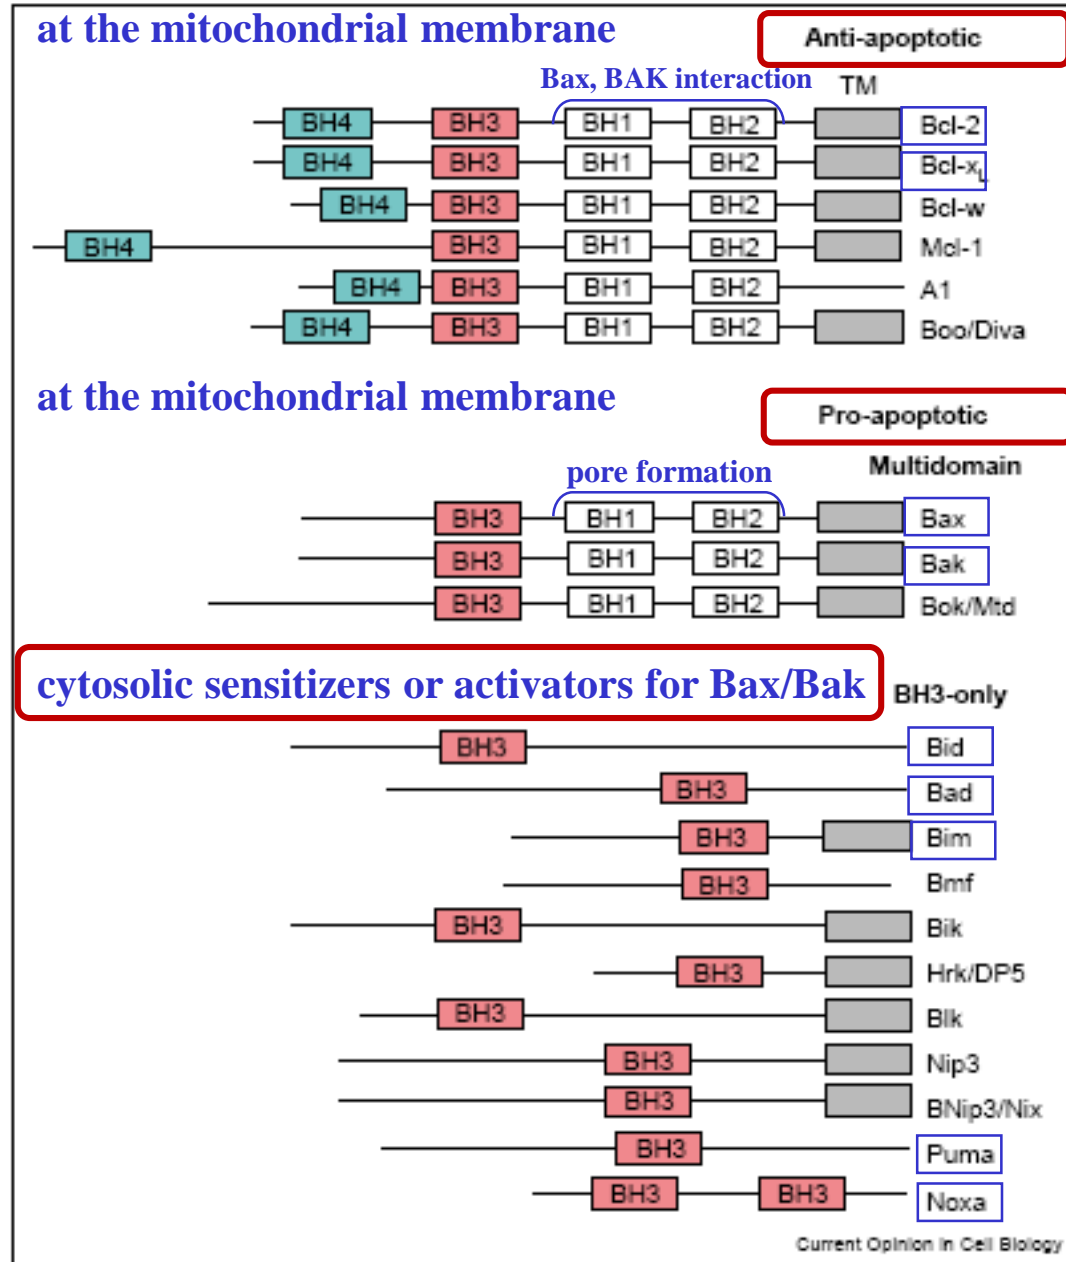 at the mitochondrial membrane
Anti-apoptotic
Bax, BAK interaction TM
BH4 BH3 BH1 BH2 Bcl-2
BH4 BH3 BH1 BH2 Bcl-xL
BH4 BH3 BH1 BH2 Bcl-w
BH4 BH3 BH1 BH2 Mcl-1
BH4 BH3 BH1 BH2 A1
BH4 BH3 BH1 BH2 Boo/Diva
at the mitochondrial membrane
Pro-apoptotic
Multidomain
pore formation
BH3 BH1 BH2 Bax
BH3 BH1 BH2 Bak
BH3 BH1 BH2 Bok/Mtd
cytosolic sensitizers or activators for Bax/Bak
BH3-only
BH3 Bid
BH3 Bad
BH3 Bim
BH3 Bmf
BH3 Bik
BH3 Hrk/DP5
BH3 Blk
BH3 Nip3
BH3 BNip3/Nix
BH3 Puma
BH3 BH3 Noxa
Current Opinion in Cell Biology